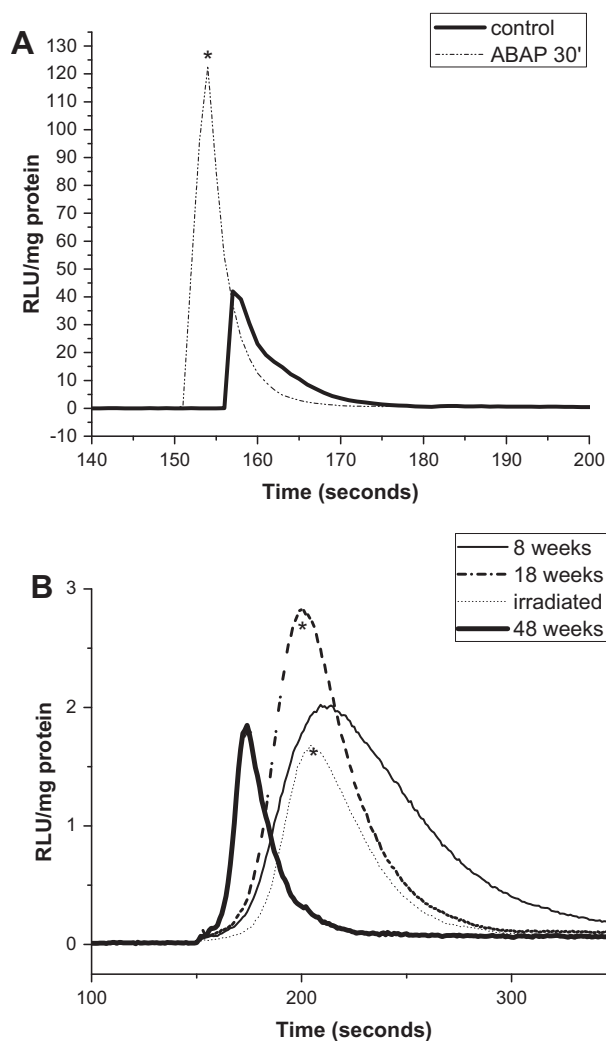 A
control
ABAP 30'
*
130
120
110
100
90
80
70
60
50
40
30
20
10
0
-10
RLU/mg protein
140 150 160 170 180 190 200
Time (seconds)
B
8 weeks
18 weeks
irradiated
48 weeks
*
*
3
2
1
0
RLU/mg protein
100 200 300
Time (seconds)